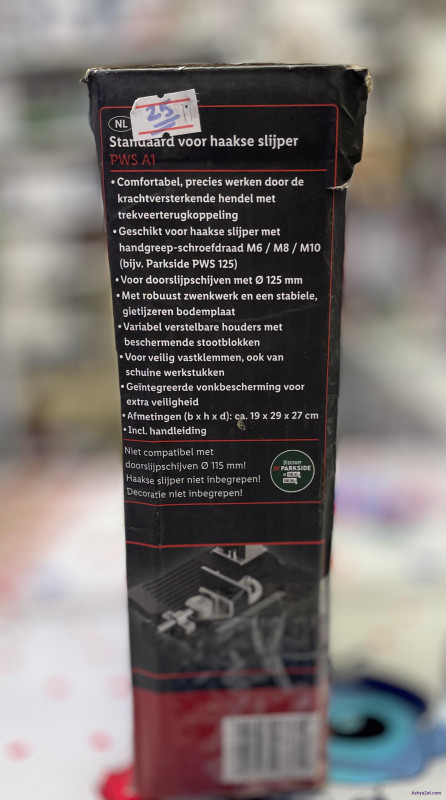 25
NL
Standaard voor haakse slijper
PWS A1
• Comfortabel, precies werken door de
krachtversterkende hendel met
trekveerterugkoppeling
• Geschikt voor haakse slijper met
handgreep-schroefdraad M6 / M8 / M10
(bijv. Parkside PWS 125)
• Voor doorslijpschijven met Ø 125 mm
• Met robuust zwenkwerk en een stabiele,
gietijzeren bodemplaat
• Variabel verstelbare houders met
beschermende stootblokken
• Voor veilig vastklemmen, ook van
schuine werkstukken
• Geïntegreerde vonkbescherming voor
extra veiligheid
• Afmetingen (b x h x d): ca. 19 x 29 x 27 cm
• Incl. handleiding
Niet compatibel met
doorslijpschijven Ø 115 mm!
Haakse slijper niet inbegrepen!
Decoratie niet inbegrepen!
Discover
PARKSIDE
Ashya2al.com